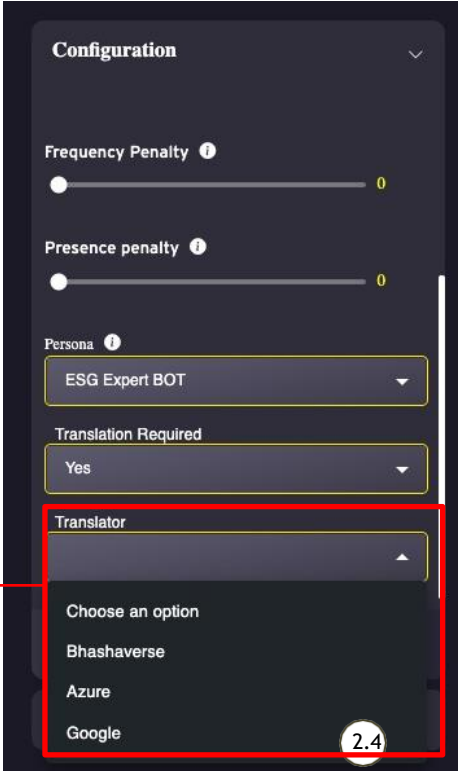 Configuration
Frequency Penalty i
0
Presence penalty i
0
Persona i
ESG Expert BOT
Translation Required
Yes
Translator
Choose an option
Bhashaverse
Azure
Google
2.4